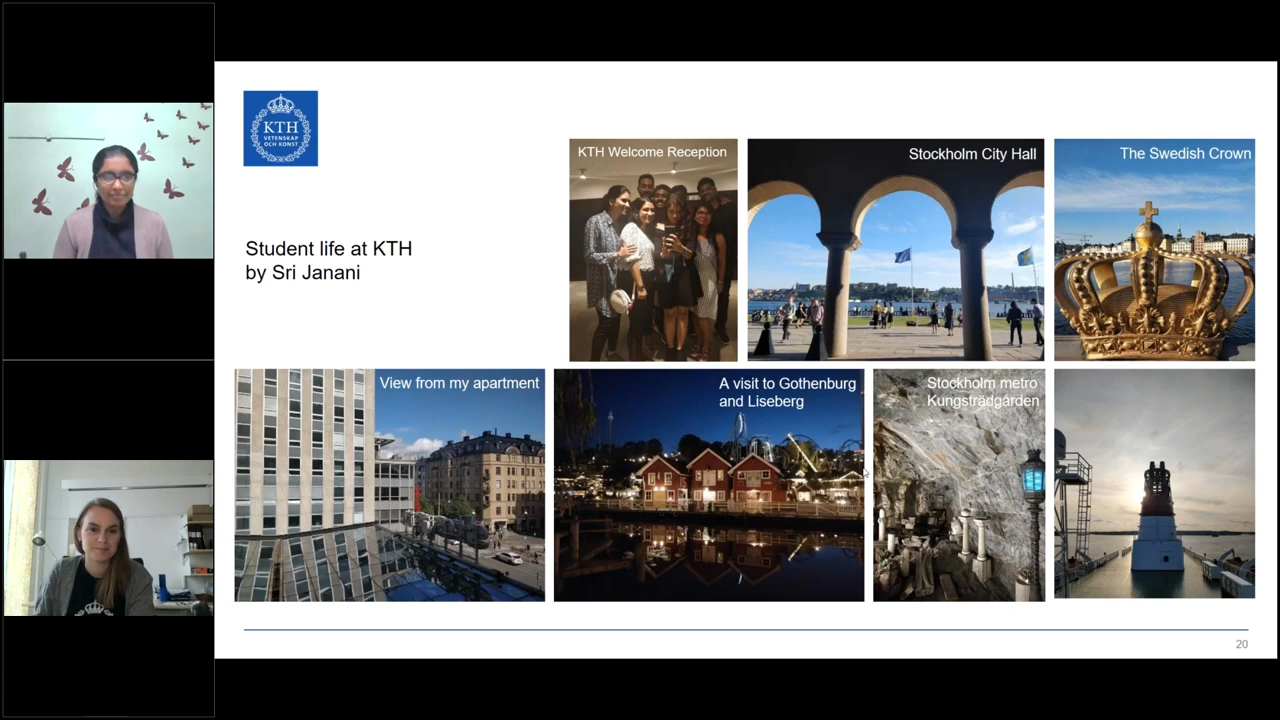 KTH
VETENSKAP
OCH KONST
Student life at KTH
by Sri Janani
KTH Welcome Reception
Stockholm City Hall
The Swedish Crown
View from my apartment
A visit to Gothenburg
and Liseberg
Stockholm metro
Kungsträdgården
20